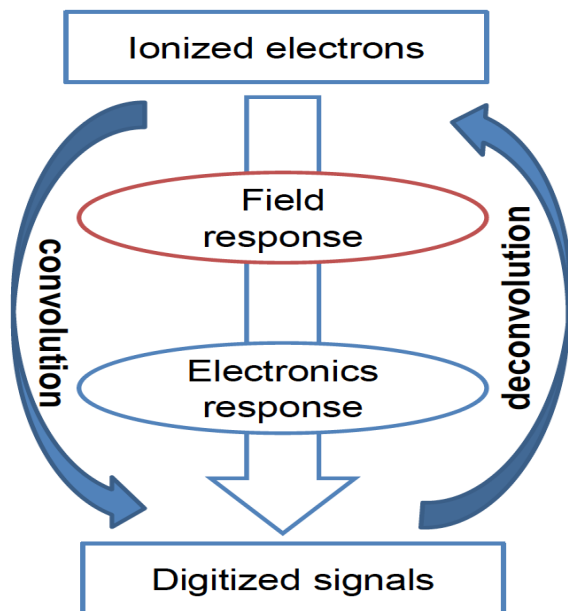 Ionized electrons
Field
response
convolution
deconvolution
Electronics
response
Digitized signals